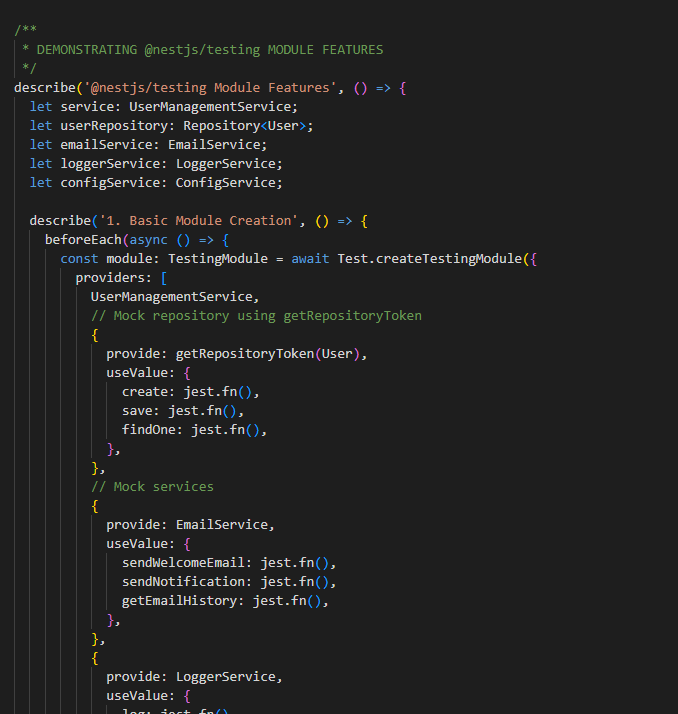 /**
 * DEMONSTRATING @nestjs/testing MODULE FEATURES
 */
describe('@nestjs/testing Module Features', () => {
  let service: UserManagementService;
  let userRepository: Repository<User>;
  let emailService: EmailService;
  let loggerService: LoggerService;
  let configService: ConfigService;

  describe('1. Basic Module Creation', () => {
    beforeEach(async () => {
      const module: TestingModule = await Test.createTestingModule({
        providers: [
          UserManagementService,
          // Mock repository using getRepositoryToken
          {
            provide: getRepositoryToken(User),
            useValue: {
              create: jest.fn(),
              save: jest.fn(),
              findOne: jest.fn(),
            },
          },
          // Mock services
          {
            provide: EmailService,
            useValue: {
              sendWelcomeEmail: jest.fn(),
              sendNotification: jest.fn(),
              getEmailHistory: jest.fn(),
            },
          },
          {
            provide: LoggerService,
            useValue: {
              log: jest.fn()